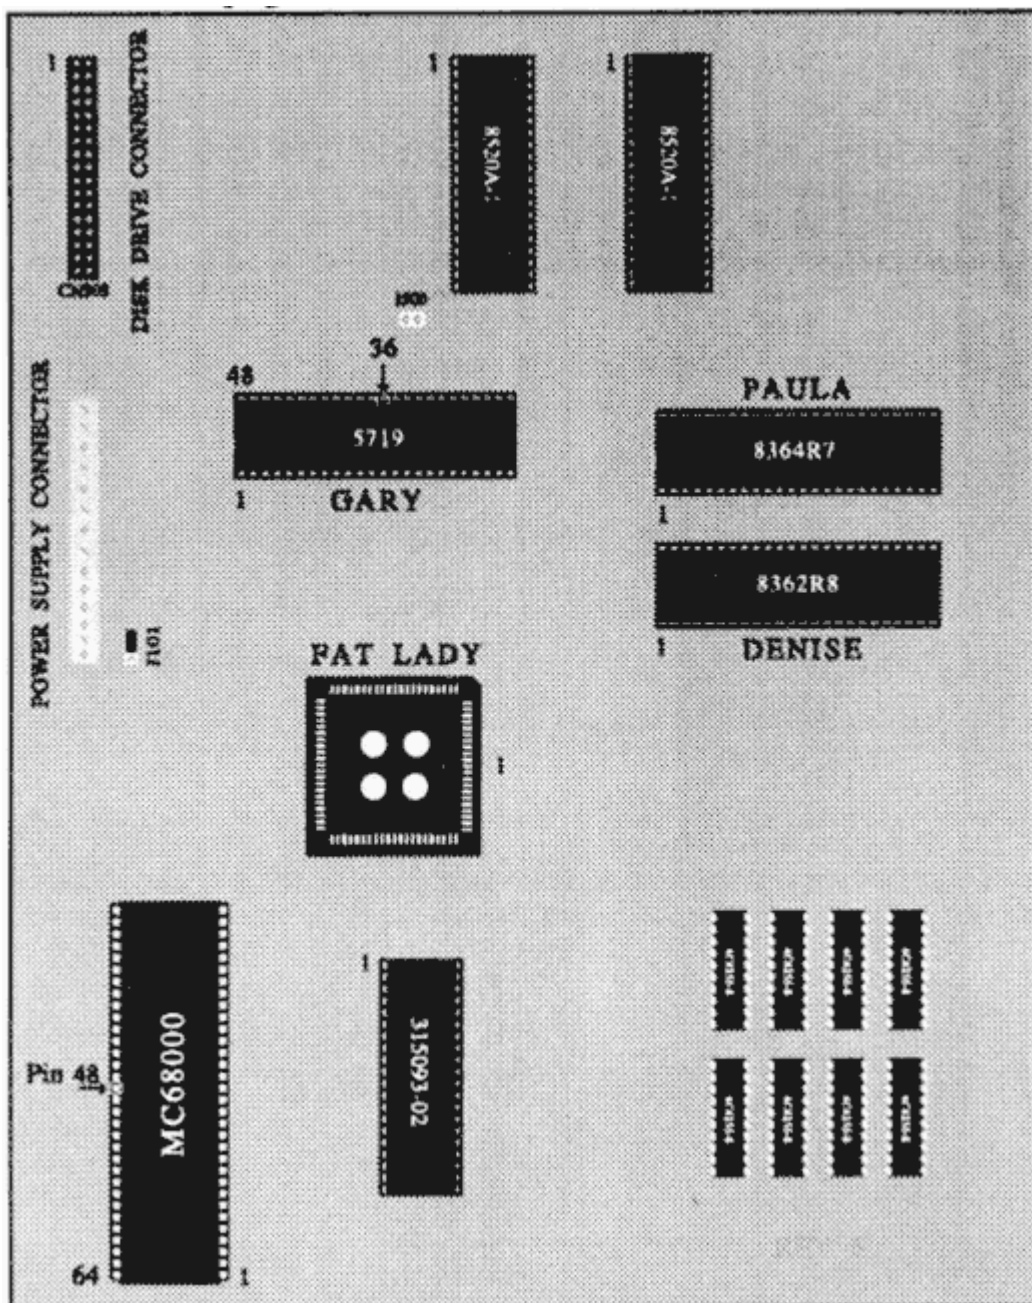 1
DISK DRIVE CONNECTOR
1
8520A-1
1
8520A-1
36
48
5719
1
GARY
PAULA
8364R7
1
8362R8
1
DENISE
POWER SUPPLY CONNECTOR
FAT LADY
MC68000
Pin 48
64
1
1
315093-02